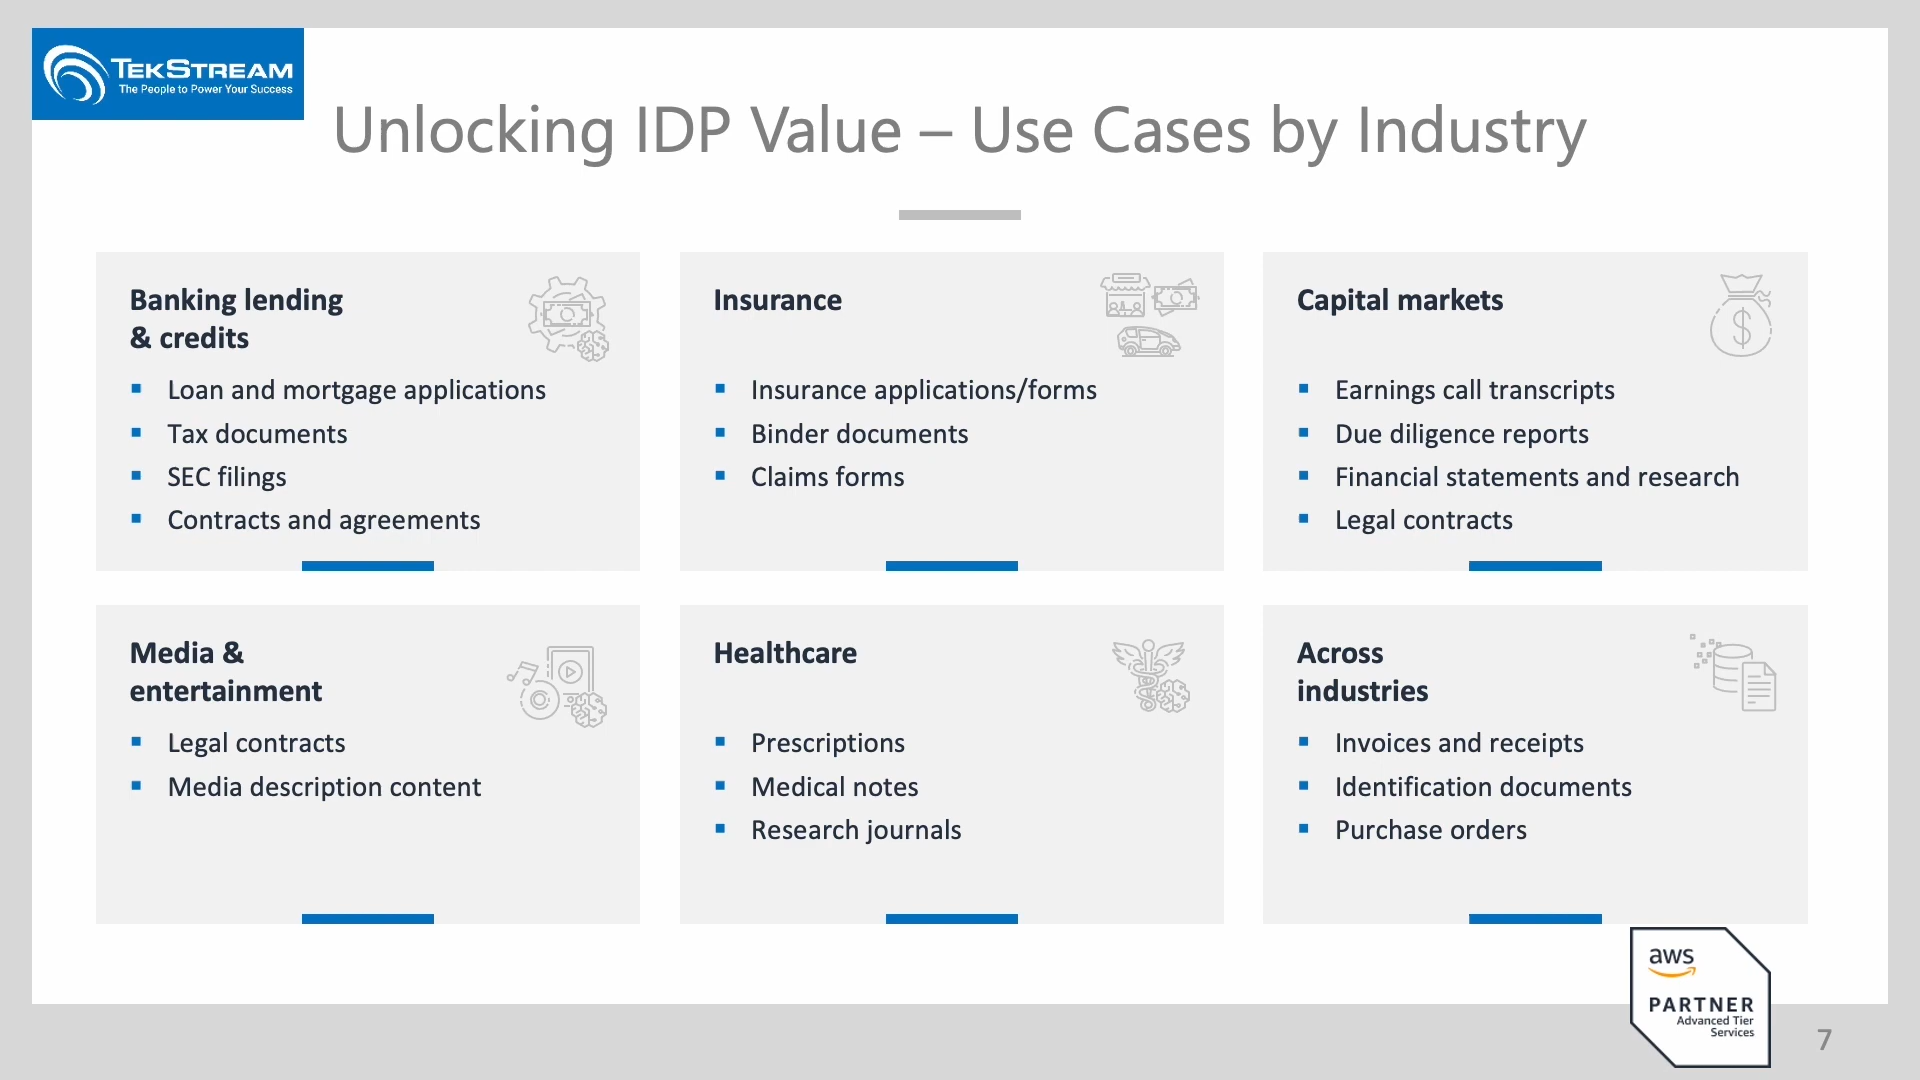 TEKSTREAM
The People to Power Your Success
Unlocking IDP Value – Use Cases by Industry
Banking lending
& credits
Loan and mortgage applications
Tax documents
SEC filings
Contracts and agreements
Insurance
Insurance applications/forms
Binder documents
Claims forms
Capital markets
Earnings call transcripts
Due diligence reports
Financial statements and research
Legal contracts
Media &
entertainment
Legal contracts
Media description content
Healthcare
Prescriptions
Medical notes
Research journals
Across
industries
Invoices and receipts
Identification documents
Purchase orders
aws
PARTNER
Advanced Tier
Services
7